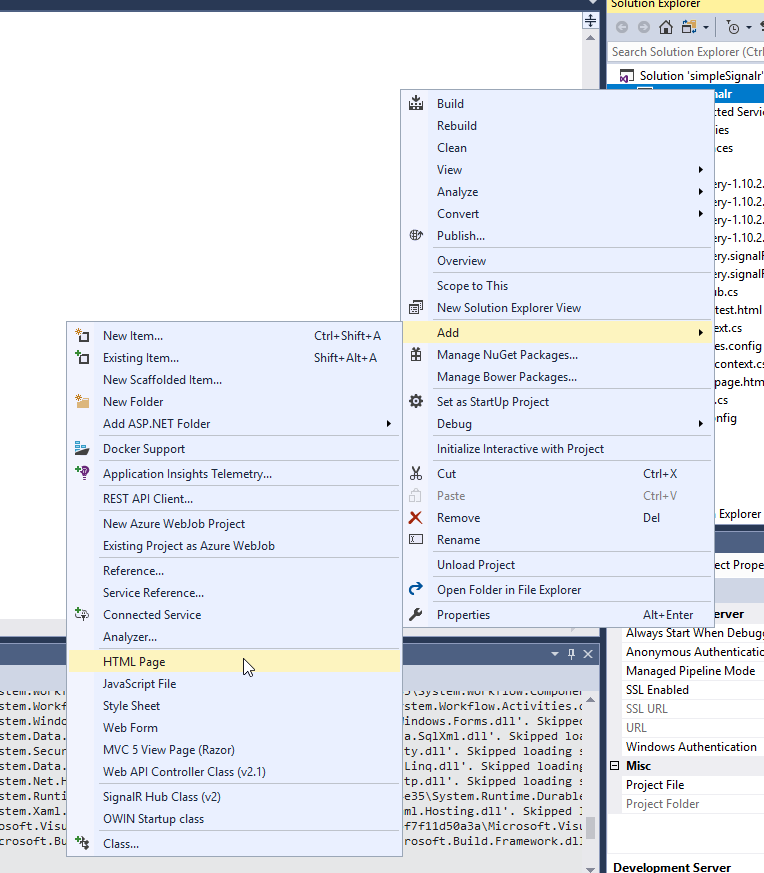 Solution Explorer
Search Solution Explorer (Ctrl
Solution 'simpleSignalr'
nalr
cted Servic
ies
ices
ery-1.10.2.
ery-1.10.2.
ery-1.10.2.
ery-1.10.2.
ery.signalR
ery.signalR
ub.cs
test.html
ext.cs
es.config
context.cs
page.html
.cs
nfig
Explorer
Build
Rebuild
Clean
View
Analyze
Convert
Publish...
Overview
Scope to This
New Solution Explorer View
Add
Manage NuGet Packages...
Manage Bower Packages...
Set as StartUp Project
Debug
Initialize Interactive with Project
Cut Ctrl+X
Paste Ctrl+V
Remove Del
Rename
Unload Project
Open Folder in File Explorer
Properties Alt+Enter
New Item... Ctrl+Shift+A
Existing Item... Shift+Alt+A
New Scaffolded Item...
New Folder
Add ASP.NET Folder
Docker Support
Application Insights Telemetry...
REST API Client...
New Azure WebJob Project
Existing Project as Azure WebJob
Reference...
Service Reference...
Connected Service
Analyzer...
HTML Page
JavaScript File
Style Sheet
Web Form
MVC 5 View Page (Razor)
Web API Controller Class (v2.1)
SignalR Hub Class (v2)
OWIN Startup class
Class...
ect Prope
erver
Always Start When Debugg
Anonymous Authenticatio
Managed Pipeline Mode
SSL Enabled
SSL URL
URL
Windows Authentication
Misc
Project File
Project Folder
Development Server
stem.Workf 5\System.Workflow.Componer
stem.Workf stem.Workflow.Activities.d
stem.Windo indows.Forms.dll'. Skipped
stem.Data. a.SqlXml.dll'. Skipped loa
stem.Secur ty.dll'. Skipped loading s
stem.Data. Linq.dll'. Skipped loading
stem.Net.H tp.dll'. Skipped loading s
stem.Runti e35\System.Runtime.Durable
stem.Xaml. ml.Hosting.dll'. Skipped l
osoft.Visu f7f11d50a3a\Microsoft.Visu
osoft.Bu osoft.Build.Framework.dll